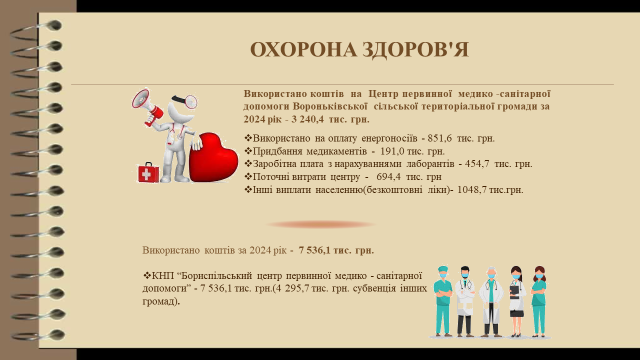 ОХОРОНА ЗДОРОВ'Я
Використано коштів на Центр первинної медико -санітарної
допомоги Вороньківської сільської територіальної громади за
2024 рік - 3 240,4 тис. грн.
❖Використано на оплату енергоносіїв - 851,6 тис. грн.
❖Придбання медикаментів - 191,0 тис. грн.
❖Заробітна плата з нарахуваннями лаборантів - 454,7 тис. грн.
❖Поточні витрати центру - 694,4 тис. грн
❖Інші виплати населенню(безкоштовні ліки)- 1048,7 тис.грн.
Використано коштів за 2024 рік - 7 536,1 тис. грн.
❖КНП “Бориспільський центр первинної медико - санітарної
допомоги” - 7 536,1 тис. грн.(4 295,7 тис. грн. субвенція інших
громад).